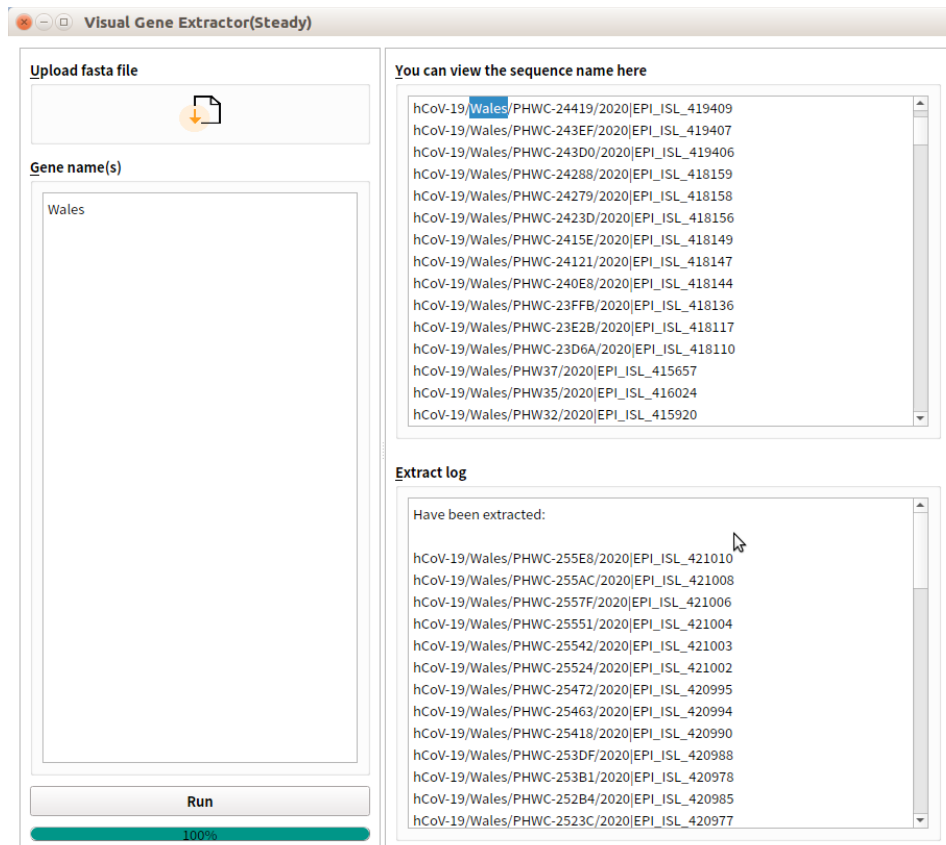 Visual Gene Extractor(Steady)
Upload fasta file
Gene name(s)
Wales
Run
100%
You can view the sequence name here
hCoV-19/Wales/PHWC-24419/2020|EPI_ISL_419409
hCoV-19/Wales/PHWC-243EF/2020|EPI_ISL_419407
hCoV-19/Wales/PHWC-243D0/2020|EPI_ISL_419406
hCoV-19/Wales/PHWC-24288/2020|EPI_ISL_418159
hCoV-19/Wales/PHWC-24279/2020|EPI_ISL_418158
hCoV-19/Wales/PHWC-2423D/2020|EPI_ISL_418156
hCoV-19/Wales/PHWC-2415E/2020|EPI_ISL_418149
hCoV-19/Wales/PHWC-24121/2020|EPI_ISL_418147
hCoV-19/Wales/PHWC-240E8/2020|EPI_ISL_418144
hCoV-19/Wales/PHWC-23FFB/2020|EPI_ISL_418136
hCoV-19/Wales/PHWC-23E2B/2020|EPI_ISL_418117
hCoV-19/Wales/PHWC-23D6A/2020|EPI_ISL_418110
hCoV-19/Wales/PHW37/2020|EPI_ISL_415657
hCoV-19/Wales/PHW35/2020|EPI_ISL_416024
hCoV-19/Wales/PHW32/2020|EPI_ISL_415920
Extract log
Have been extracted:
hCoV-19/Wales/PHWC-255E8/2020|EPI_ISL_421010
hCoV-19/Wales/PHWC-255AC/2020|EPI_ISL_421008
hCoV-19/Wales/PHWC-2557F/2020|EPI_ISL_421006
hCoV-19/Wales/PHWC-25551/2020|EPI_ISL_421004
hCoV-19/Wales/PHWC-25542/2020|EPI_ISL_421003
hCoV-19/Wales/PHWC-25524/2020|EPI_ISL_421002
hCoV-19/Wales/PHWC-25472/2020|EPI_ISL_420995
hCoV-19/Wales/PHWC-25463/2020|EPI_ISL_420994
hCoV-19/Wales/PHWC-25418/2020|EPI_ISL_420990
hCoV-19/Wales/PHWC-253DF/2020|EPI_ISL_420988
hCoV-19/Wales/PHWC-253B1/2020|EPI_ISL_420978
hCoV-19/Wales/PHWC-252B4/2020|EPI_ISL_420985
hCoV-19/Wales/PHWC-2523C/2020|EPI_ISL_420977